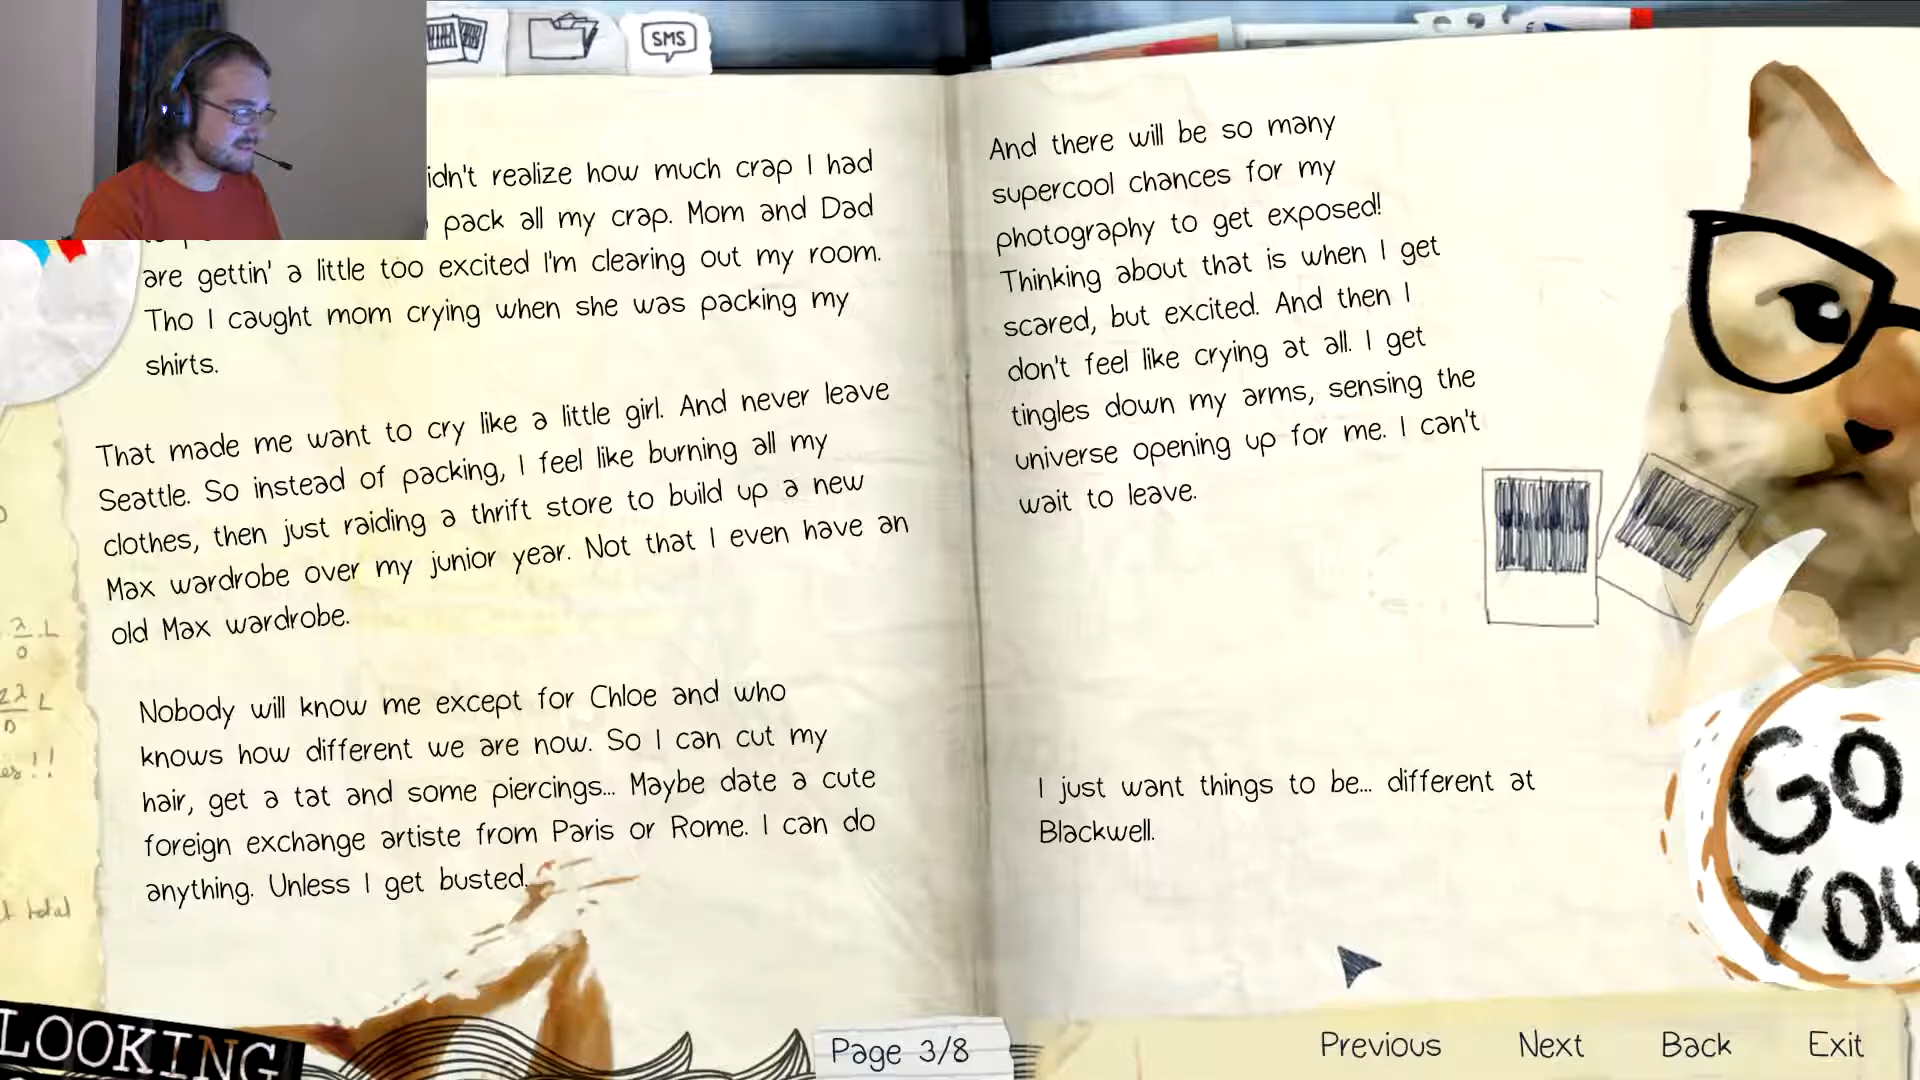 SMS
idn't realize how much crap I had
pack all my crap. Mom and Dad
are gettin' a little too excited I'm clearing out my room.
Tho I caught mom crying when she was packing my
shirts.
That made me want to cry like a little girl. And never leave
Seattle. So instead of packing, I feel like burning all my
clothes, then just raiding a thrift store to build up a new
Max wardrobe over my junior year. Not that I even have an
old Max wardrobe.
Nobody will know me except for Chloe and who
knows how different we are now. So I can cut my
hair, get a tat and some piercings... Maybe date a cute
foreign exchange artiste from Paris or Rome. I can do
anything. Unless I get busted.
And there will be so many
supercool chances for my
photography to get exposed!
Thinking about that is when I get
scared, but excited. And then I
don't feel like crying at all. I get
tingles down my arms, sensing the
universe opening up for me. I can't
wait to leave.
I just want things to be... different at
Blackwell.
GO
YOU
LOOKING
Page 3/8
Previous
Next
Back
Exit